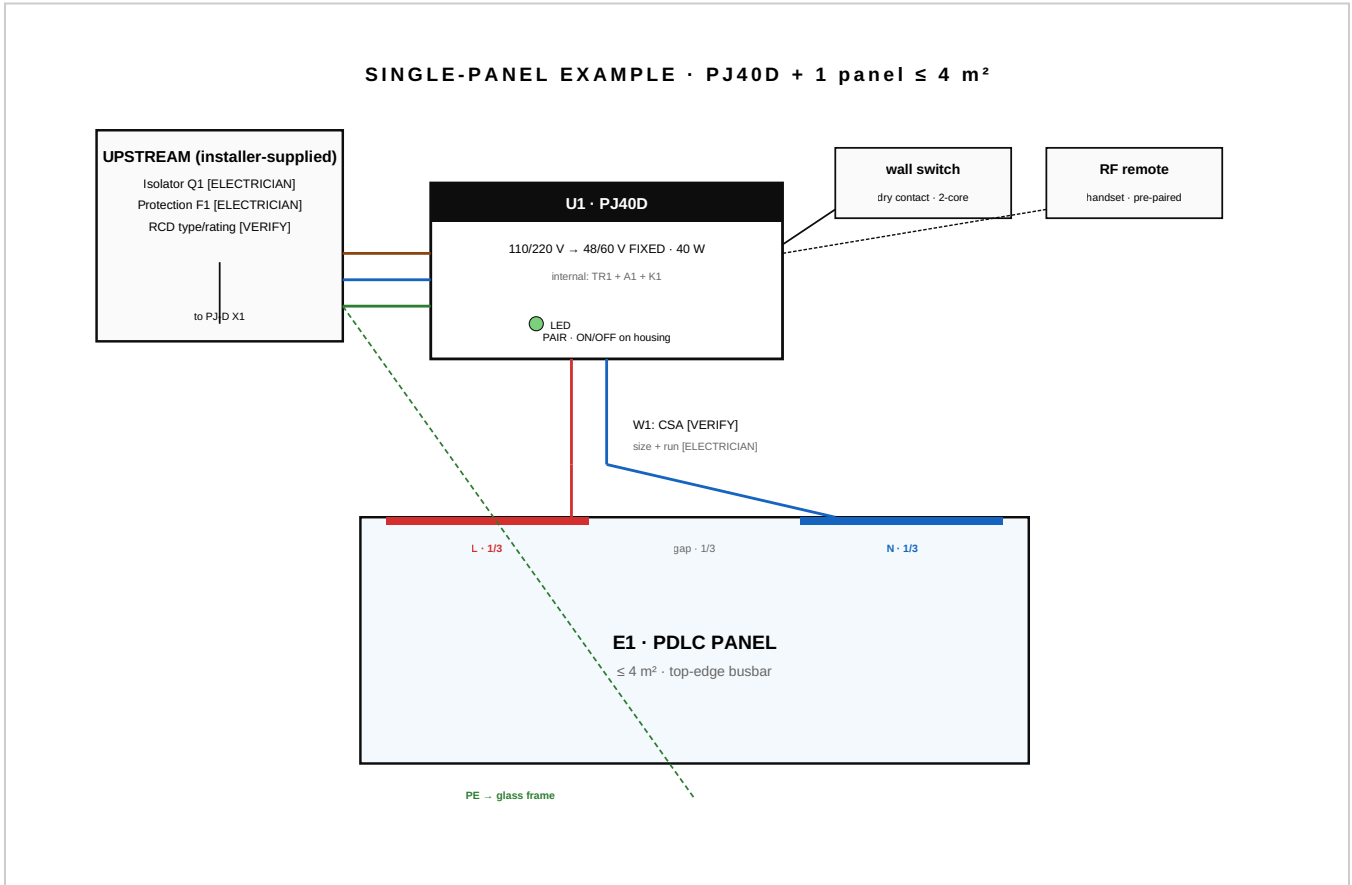 SINGLE-PANEL EXAMPLE · PJ40D + 1 panel ≤ 4 m²
UPSTREAM (installer-supplied)
Isolator Q1 [ELECTRICIAN]
Protection F1 [ELECTRICIAN]
RCD type/rating [VERIFY]
to PJ-D X1
U1 · PJ40D
110/220 V → 48/60 V FIXED · 40 W
internal: TR1 + A1 + K1
LED
PAIR · ON/OFF on housing
wall switch
dry contact · 2-core
RF remote
handset · pre-paired
W1: CSA [VERIFY]
size + run [ELECTRICIAN]
L · 1/3
gap · 1/3
N · 1/3
E1 · PDLC PANEL
≤ 4 m² · top-edge busbar
PE → glass frame